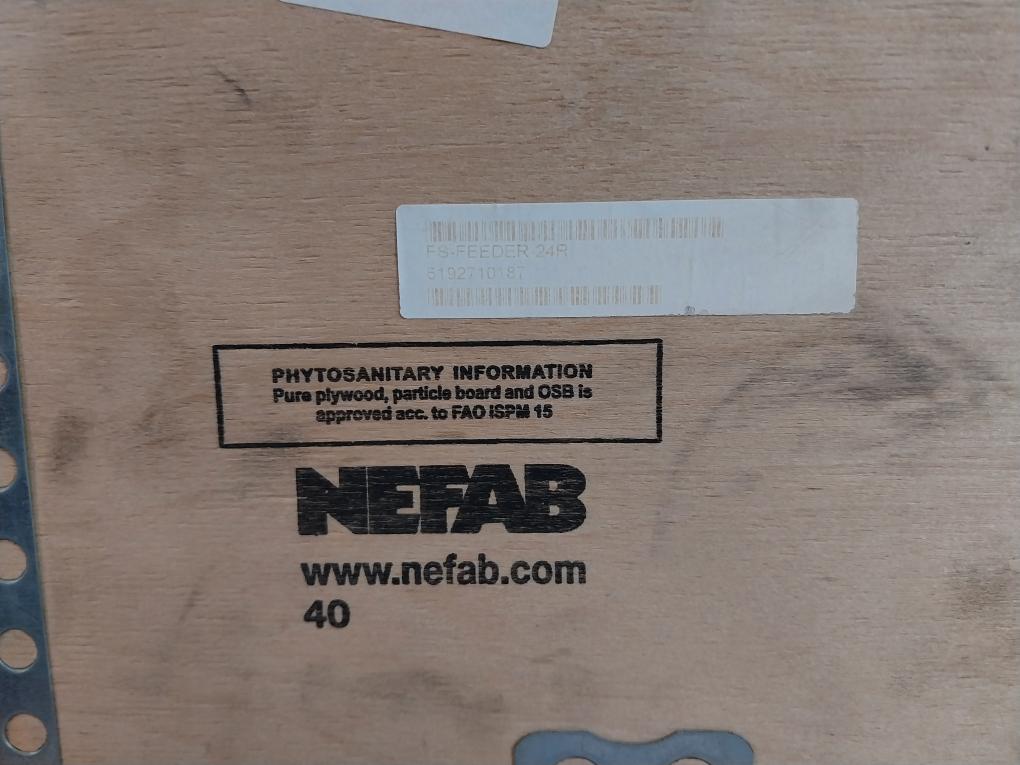 FS-FEEDER-24R
5192710187
PHYTOSANITARY INFORMATION
Pure plywood, particle board and OSB is
approved acc. to FAO ISPM 15
NEFAB
www.nefab.com
40